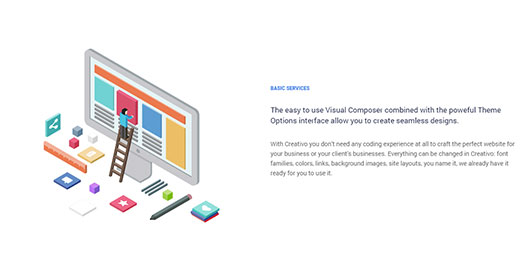 BASIC SERVICES
The easy to use Visual Composer combined with the poweful Theme
Options interface allow you to create seamless designs.
With Creativo you don't need any coding experience at all to craft the perfect website for
your business or your client's businesses. Everything can be changed in Creativo: font
families, colors, links, background images, site layouts, you name it, we already have it
ready for you to use it.